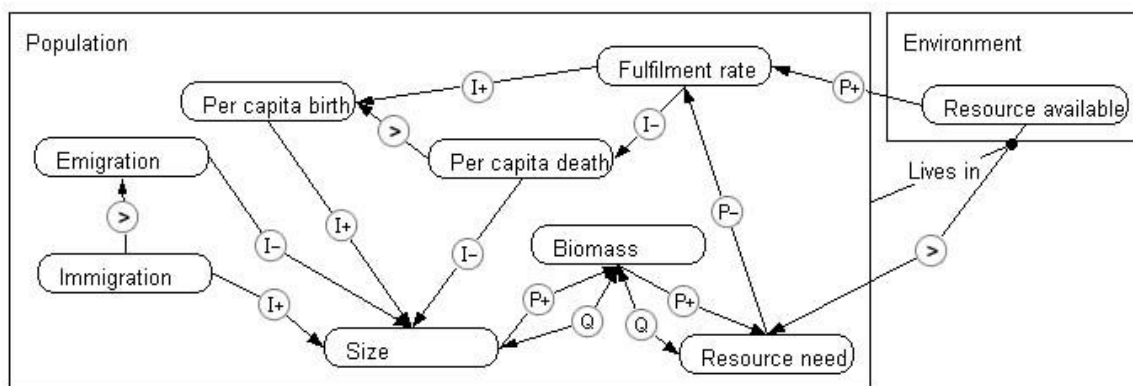 Population
Environment
Fulfilment rate
I+
P+
Per capita birth
Resource available
>
I-
Emigration
Per capita death
Lives in
>
I+
P-
I-
I-
Biomass
>
Immigration
I+
P+
P+
Q
Q
Size
Resource need